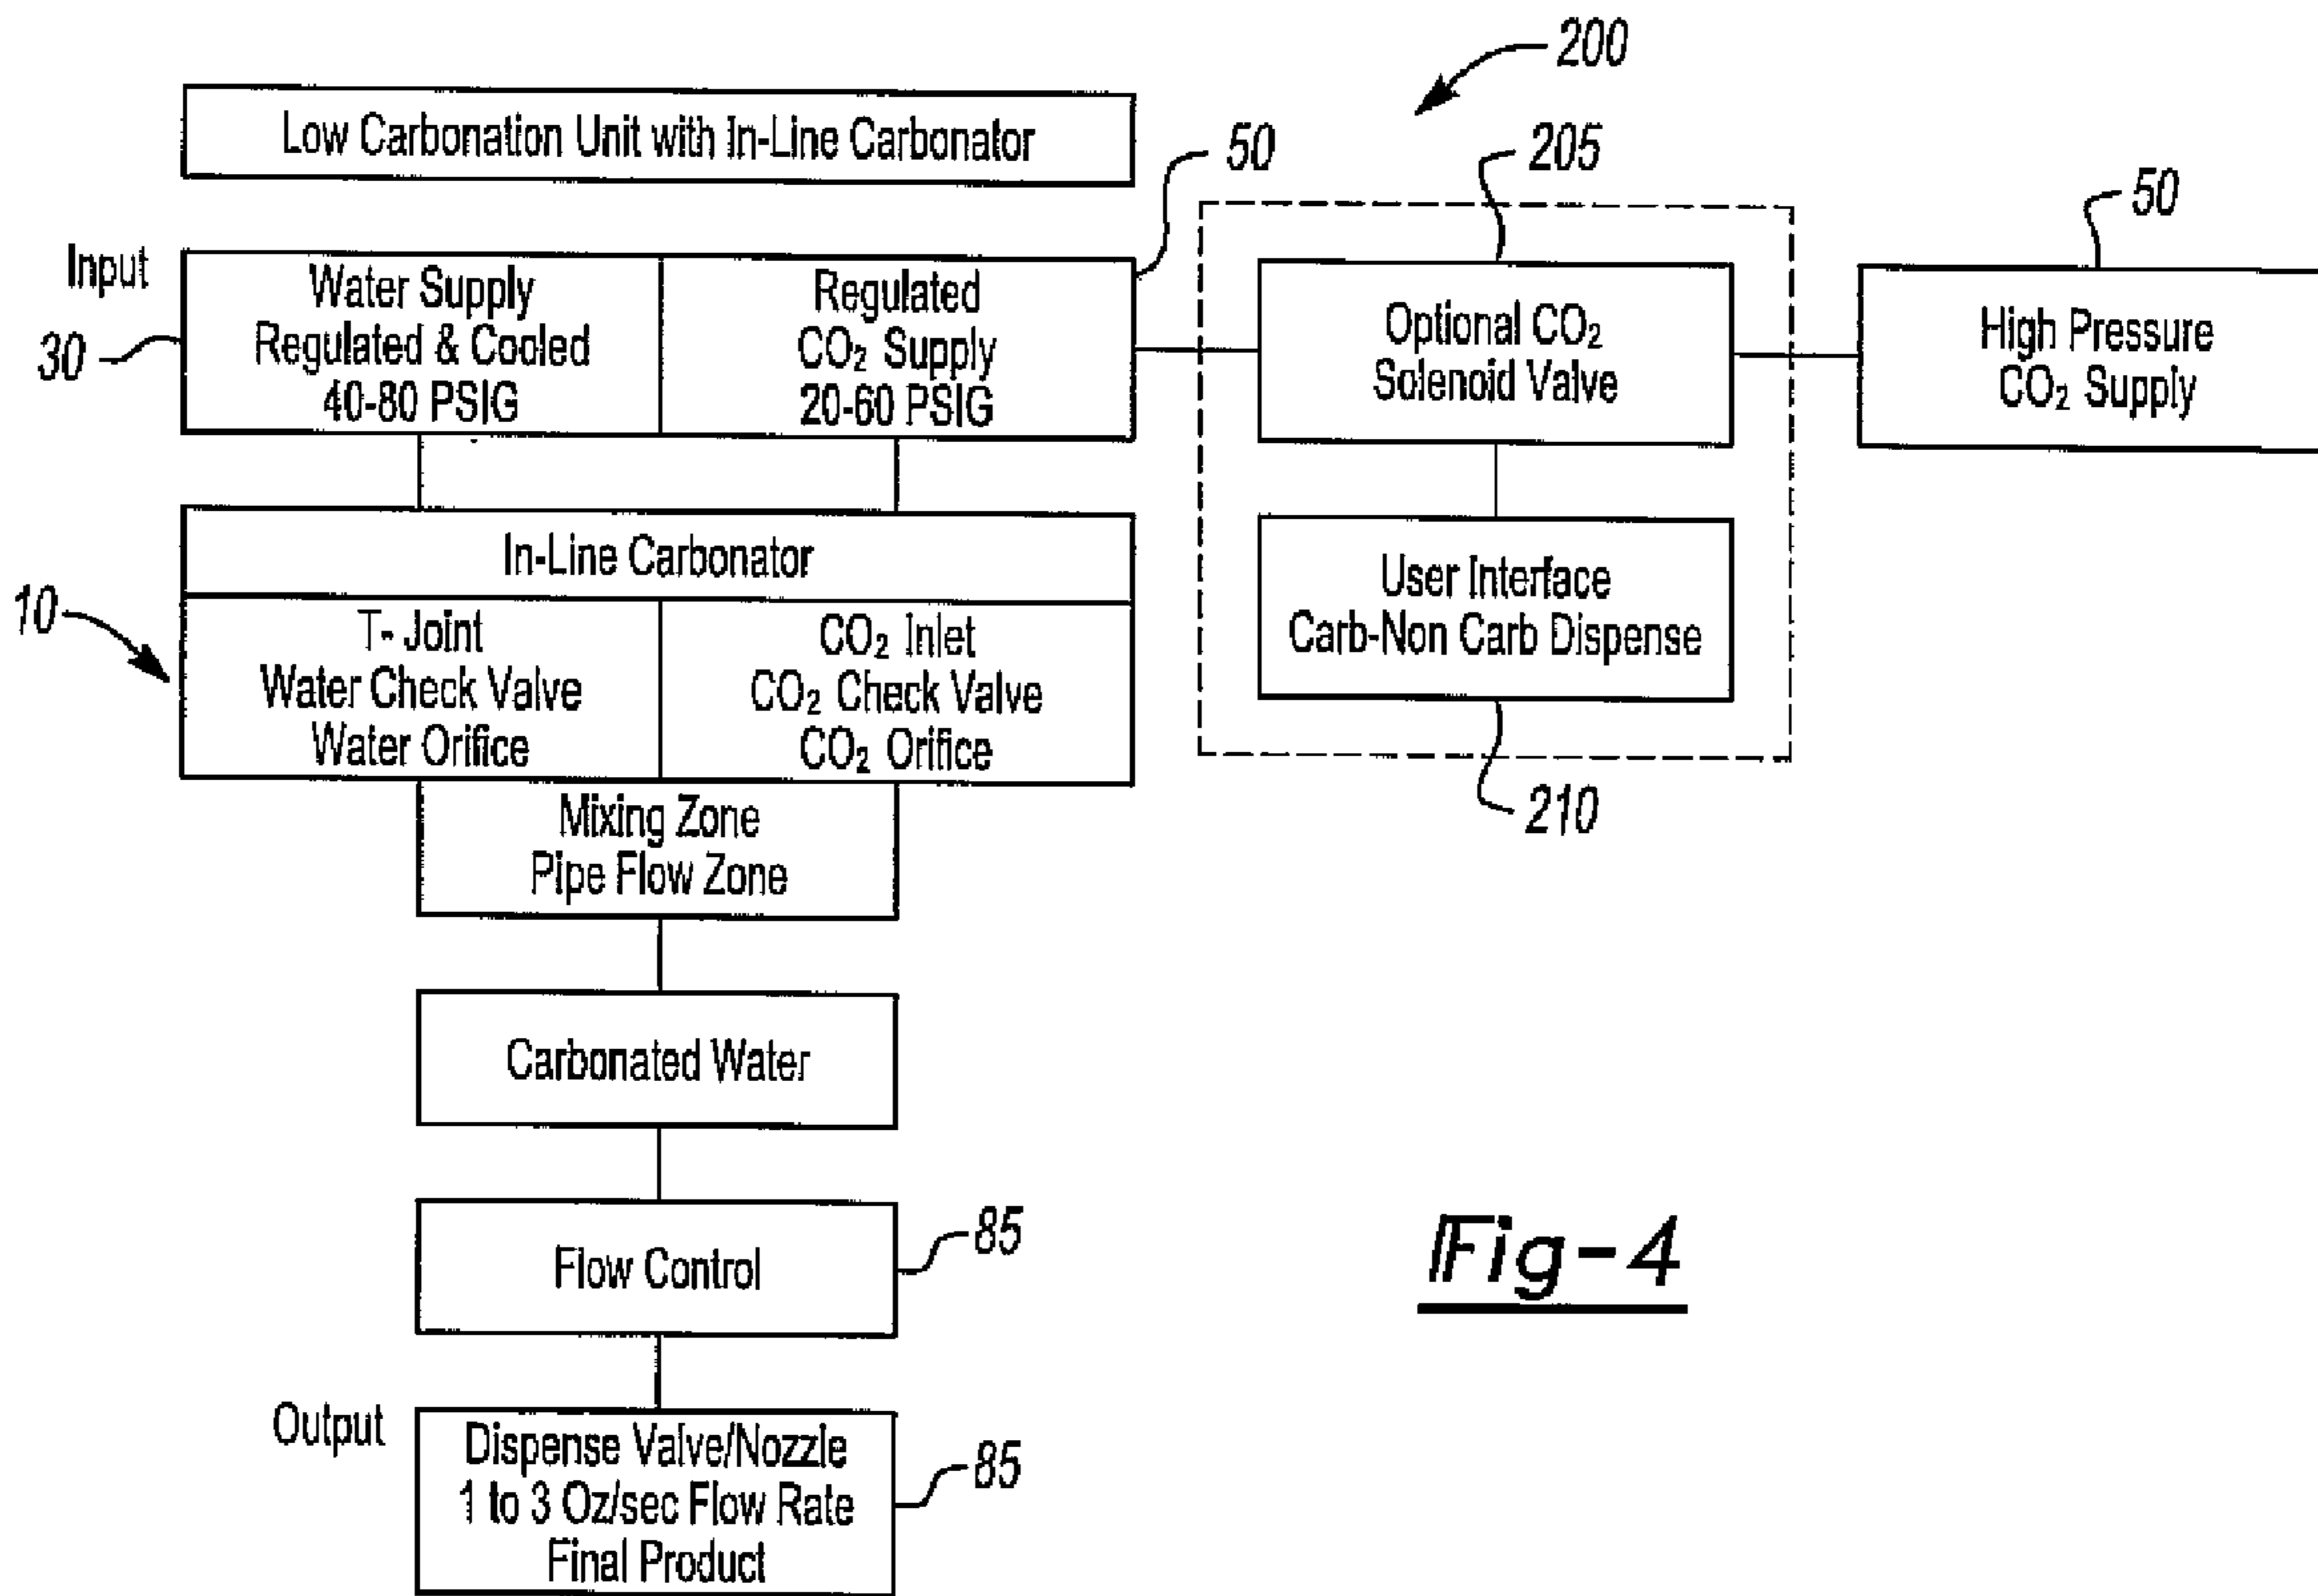 200
Low Carbonation Unit with In-Line Carbonator
50
205
50
Input
30
Water Supply
Regulated & Cooled
40-80 PSIG
Regulated
CO₂ Supply
20-60 PSIG
Optional CO₂
Solenoid Valve
High Pressure
CO₂ Supply
In-Line Carbonator
10
T- Joint
Water Check Valve
Water Orifice
CO₂ Inlet
CO₂ Check Valve
CO₂ Orifice
User Interface
Carb-Non Carb Dispense
210
Mixing Zone
Pipe Flow Zone
Carbonated Water
Flow Control
85
Fig-4
Output
Dispense Valve/Nozzle
1 to 3 Oz/sec Flow Rate
Final Product
85